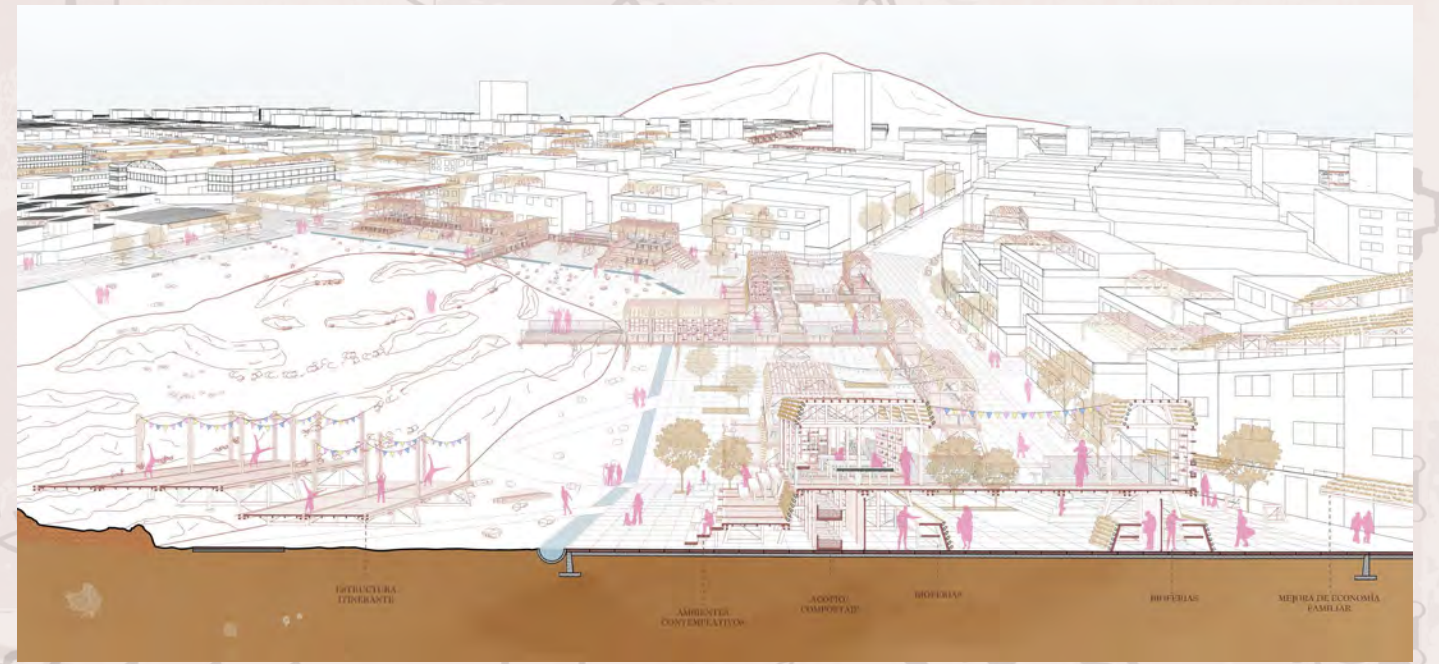 ESTRUCTURA
ITINERANTE
AMBIENTES
CONTEMPLATIVOS
ACOPIO
COMPOSTAJE
BIOFERIAS
BIOFERIAS
MEJORA DE ECONOMÍA
FAMILIAR